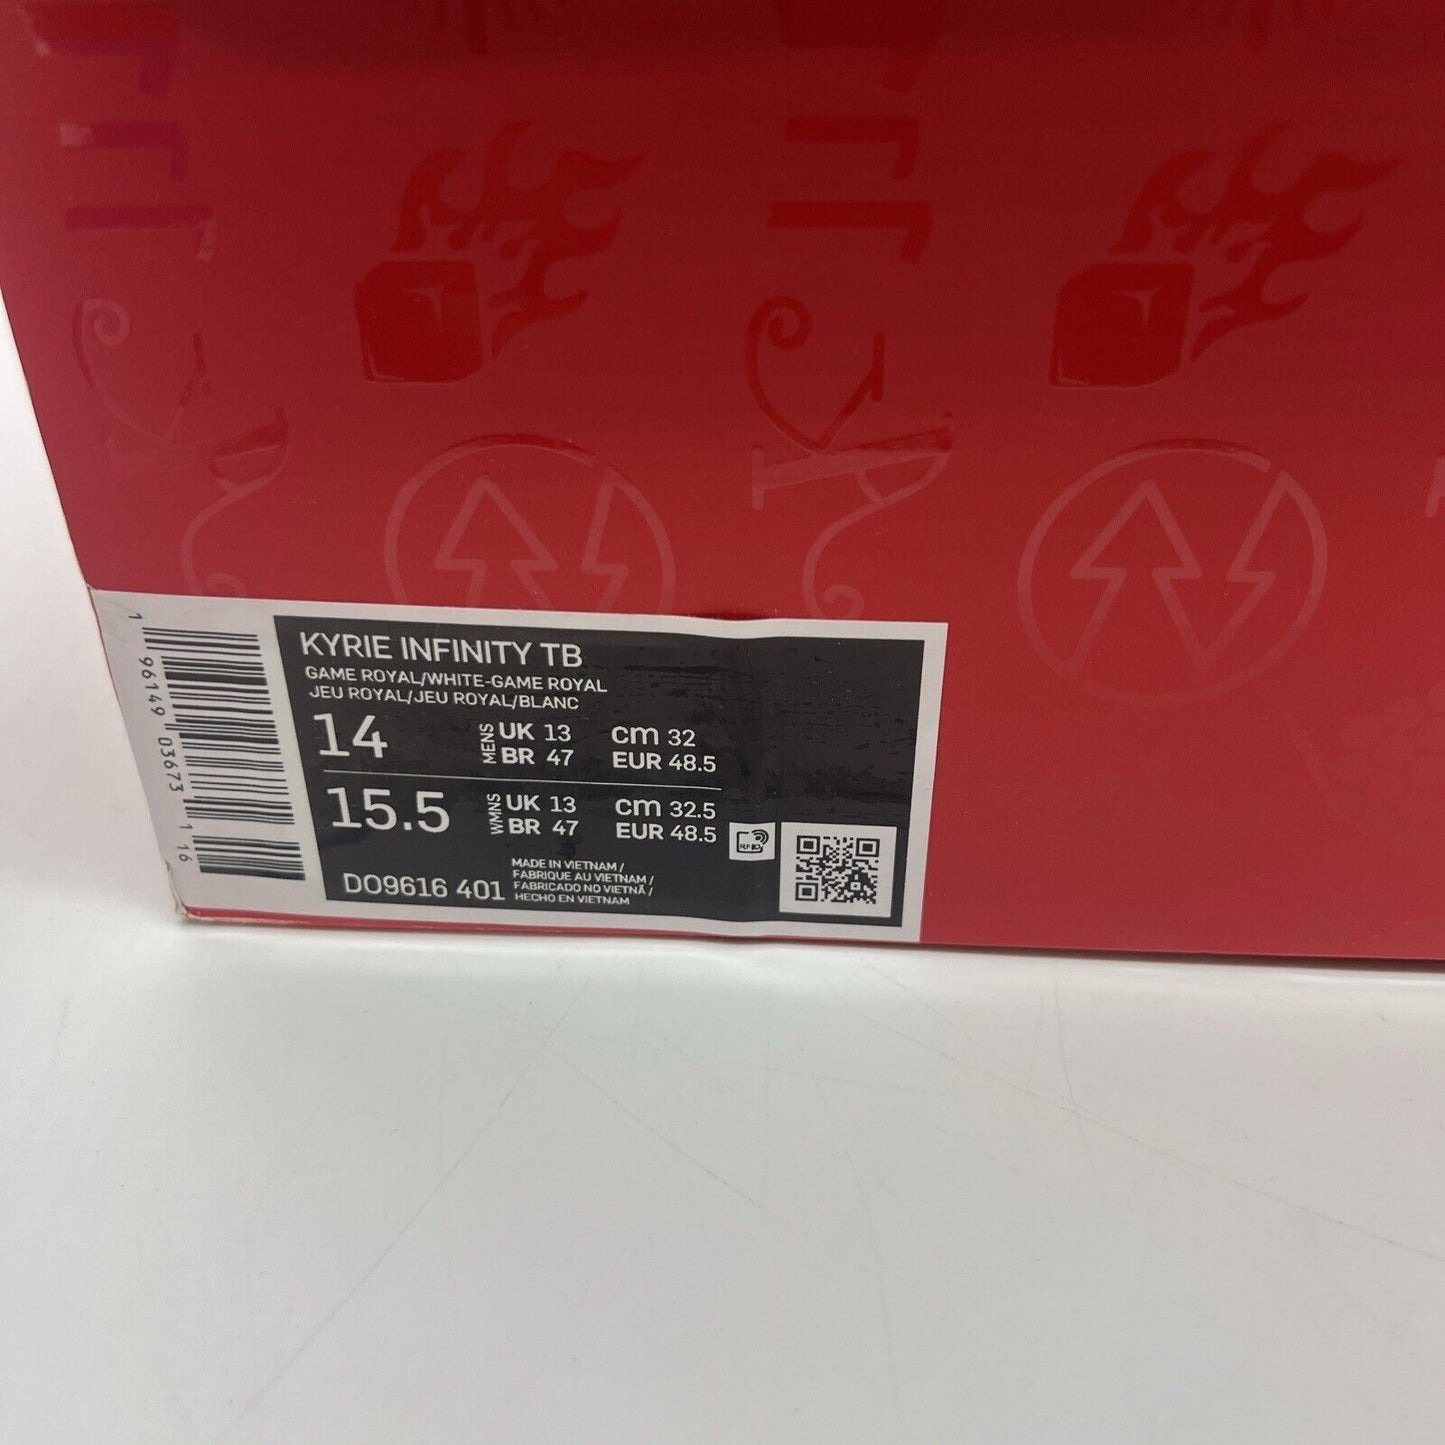 KYRIE INFINITY TB
GAME ROYAL/WHITE-GAME ROYAL
JEU ROYAL/JEU ROYAL/BLANC
14 MENS UK 13 cm 32
BR 47 EUR 48.5
15.5 WMNS UK 13 cm 32.5
BR 47 EUR 48.5
RFID
DO9616 401
MADE IN VIETNAM /
FABRIQUE AU VIETNAM /
FABRICADO NO VIETNÃ /
HECHO EN VIETNAM
1 96149 03673 1 16